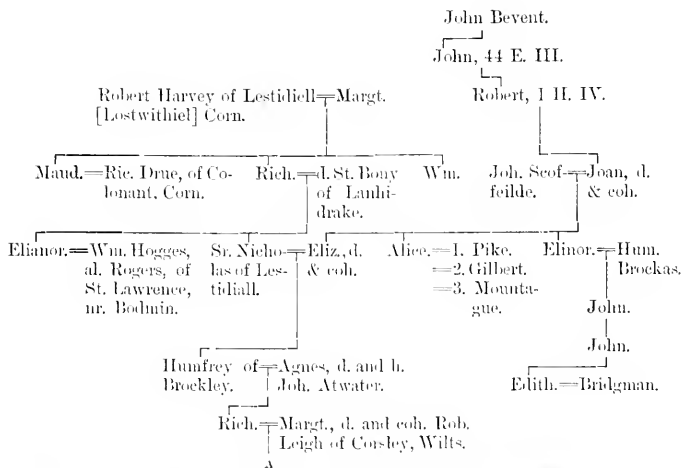 John Bevent.
John, 44 E. III.
Robert Harvey of Lestidiell=Margt.
[Lostwithiel] Corn.
Robert, 1 H. IV.
Maud.=Ric. Drue, of Co-
lonant, Corn.
Rich.=d. St. Bony
of Lanhi-
drake.
Wm.
Joh. Scof-
feilde.
=Joan, d.
& coh.
Elianor.=Wm. Hogges,
al. Rogers, of
St. Lawrence,
nr. Bodmin.
Sr. Nicho-
las of Les-
tidiall.
=Eliz., d.
& coh.
Alice.=1. Pike.
=2. Gilbert.
=3. Mounta-
gue.
Elinor.=Hum.
Brockas.
John.
John.
Humfrey of
Brockley.
=Agnes, d. and h.
Joh. Atwater.
Edith.=Bridgman.
Rich.=Margt., d. and coh. Rob.
Leigh of Corsley, Wilts.
A